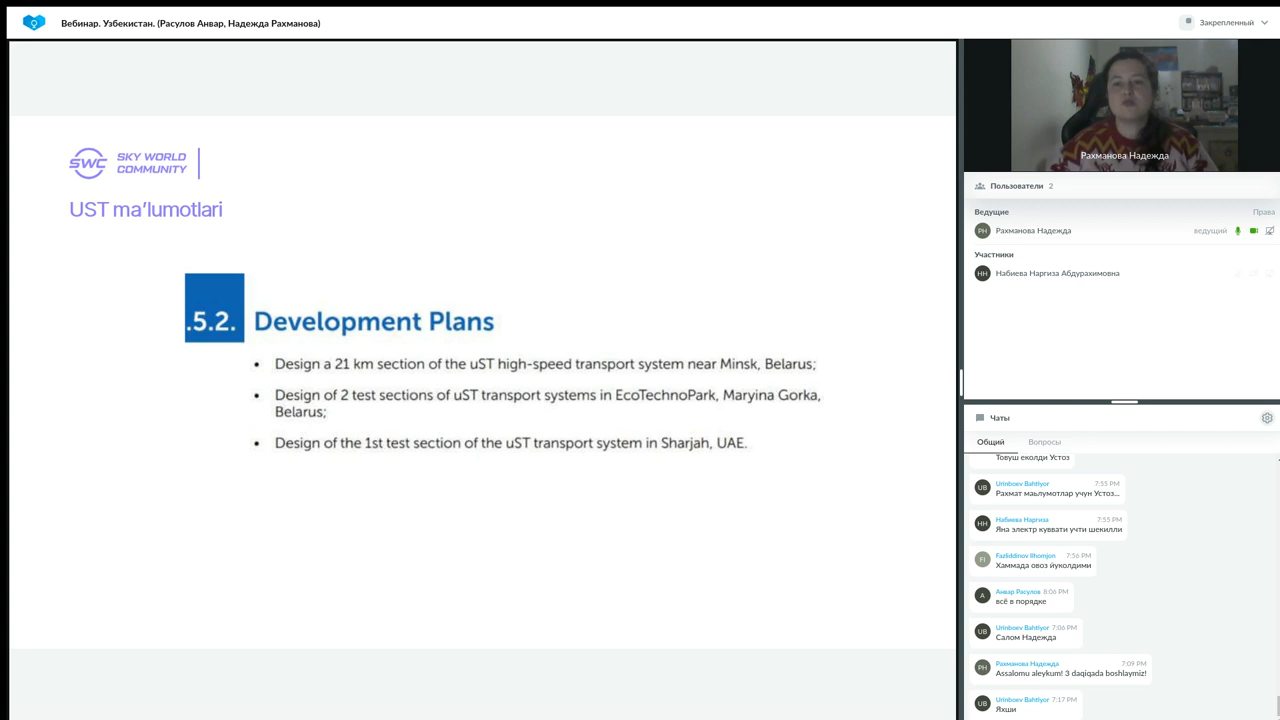 Вебинар. Узбекистан. (Расулов Анвар, Надежда Рахманова)
Закрепленный
SWC
SKY WORLD
COMMUNITY
UST ma’lumotlari
.5.2. Development Plans
• Design a 21 km section of the uST high-speed transport system near Minsk, Belarus;
• Design of 2 test sections of uST transport systems in EcoTechnoPark, Maryina Gorka,
Belarus;
• Design of the 1st test section of the uST transport system in Sharjah, UAE.
Рахманова Надежда
Пользователи 2
Ведущие Права
РН Рахманова Надежда ведущий
Участники
НН Набиева Наргиза Абдурахимовна
Чаты
Общий Вопросы
Товуш еколди Устоз
UB Urinboev Bahtiyor 7:55 PM
Рахмат маьлумотлар учун Устоз...
НН Набиева Наргиза 7:55 PM
Яна электр куввати учти шекилли
FI Fazliddinov Ilhomjon 7:56 PM
Хаммада овоз йуколдими
А Анвар Расулов 8:06 PM
всё в порядке
UB Urinboev Bahtiyor 7:06 PM
Салом Надежда
РН Рахманова Надежда 7:09 PM
Assalomu aleykum! 3 daqiqada boshlaymiz!
UB Urinboev Bahtiyor 7:17 PM
Яхши